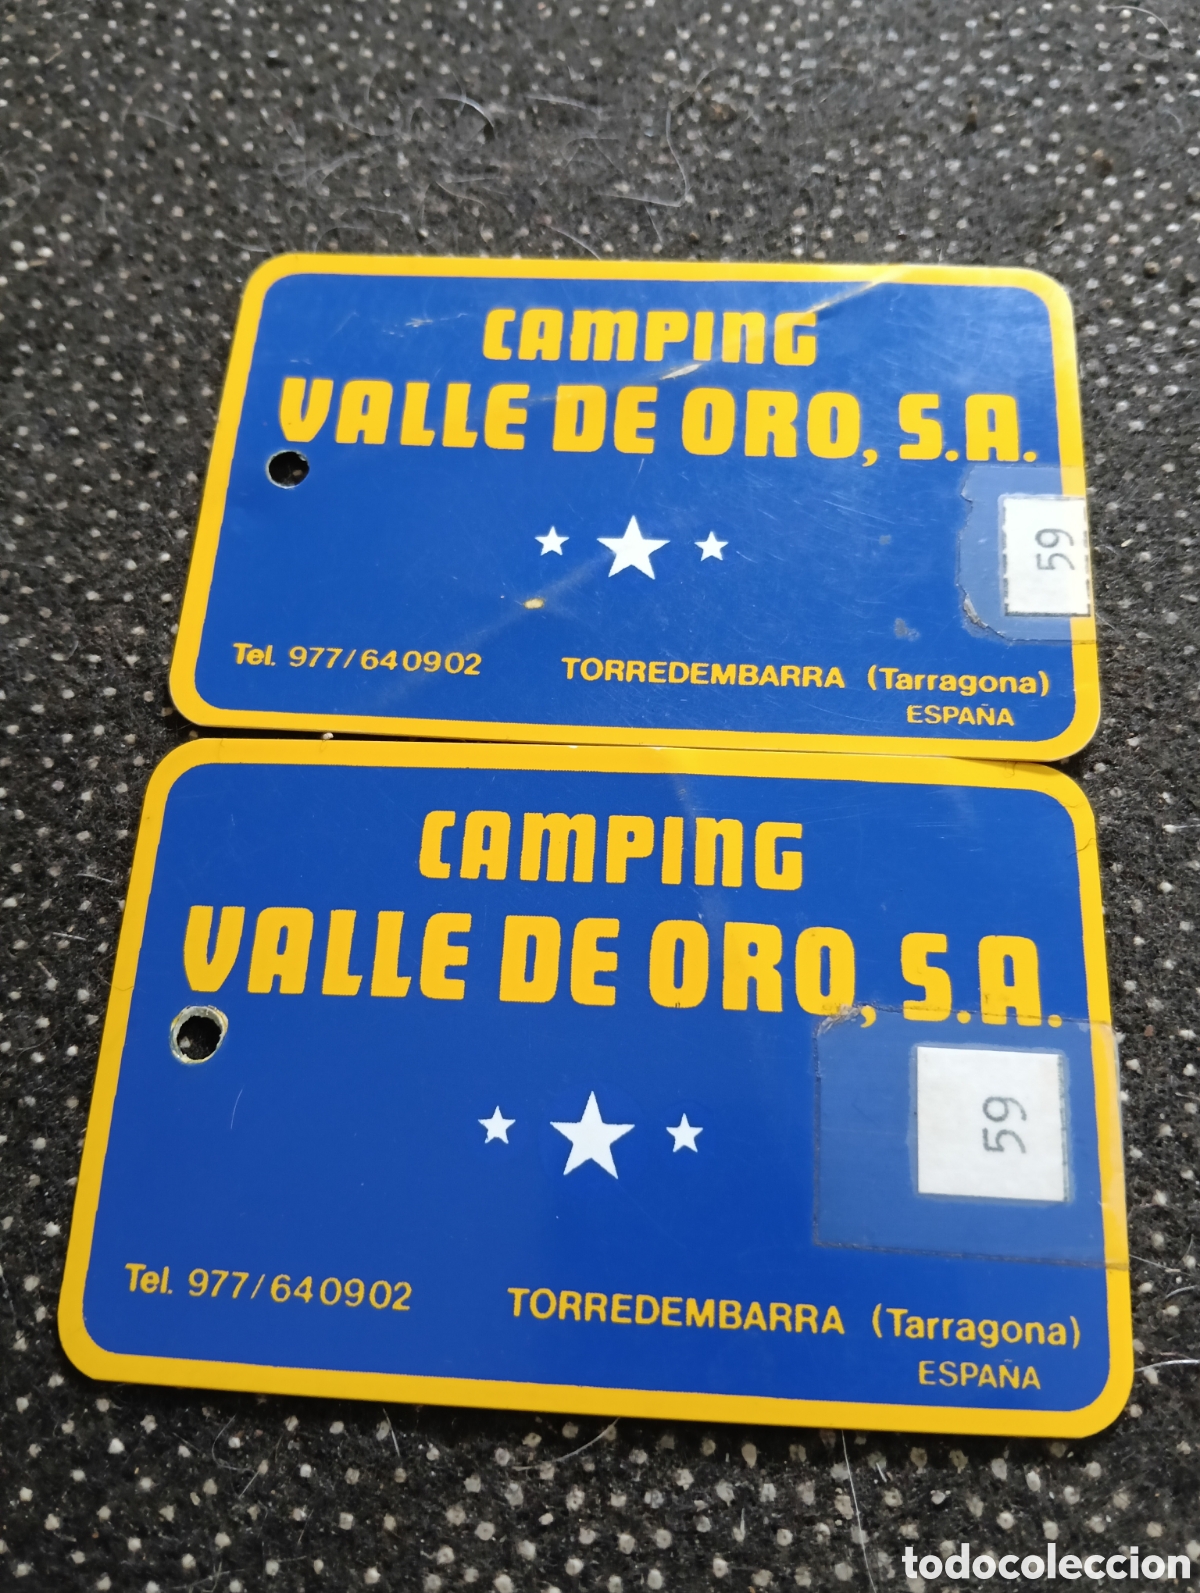 CAMPING
VALLE DE ORO, S.A.
59
Tel. 977/640902
TORREDEMBARRA (Tarragona)
ESPAÑA
CAMPING
VALLE DE ORO, S.A.
59
Tel. 977/640902
TORREDEMBARRA (Tarragona)
ESPAÑA
todocoleccion